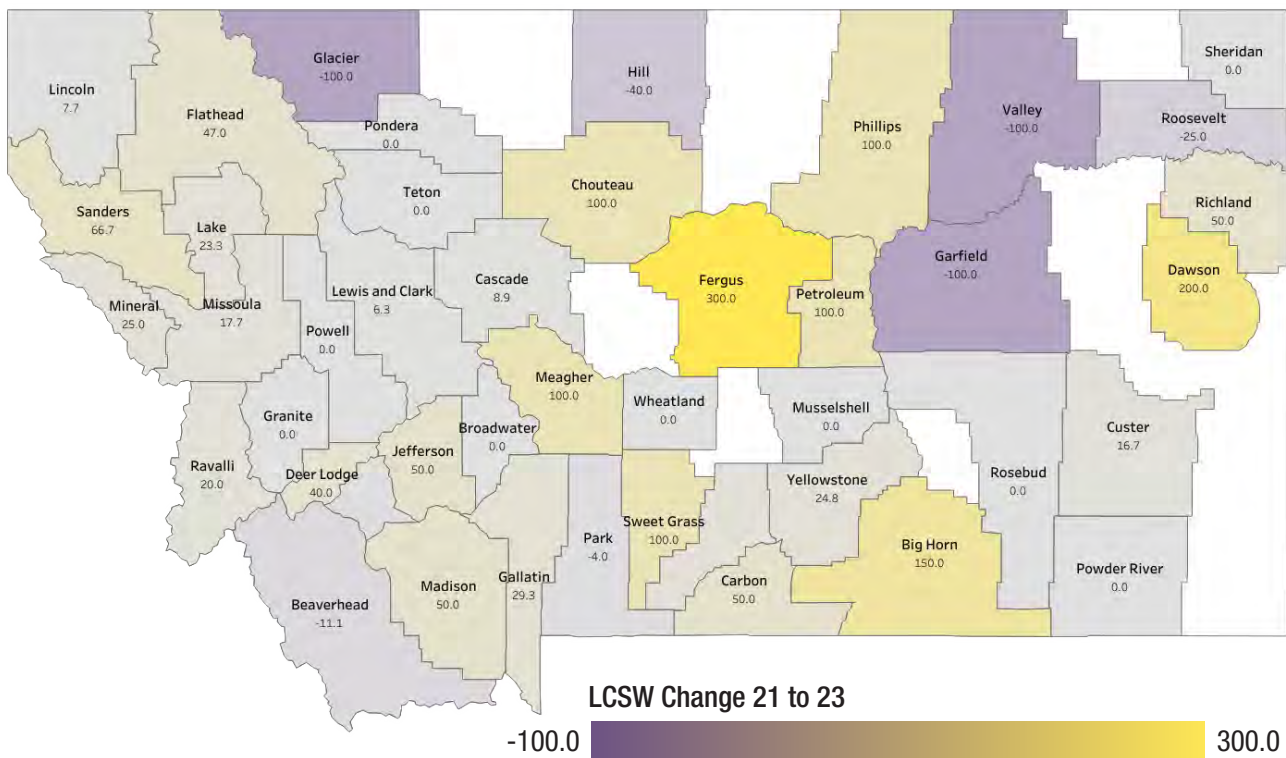 Glacier
-100.0
Hill
-40.0
Sheridan
0.0
Lincoln
7.7
Flathead
47.0
Pondera
0.0
Phillips
100.0
Valley
-100.0
Roosevelt
-25.0
Teton
0.0
Chouteau
100.0
Sanders
66.7
Lake
23.3
Richland
50.0
Cascade
8.9
Fergus
300.0
Garfield
-100.0
Dawson
200.0
Mineral
25.0
Missoula
17.7
Lewis and Clark
6.3
Petroleum
100.0
Powell
0.0
Meagher
100.0
Wheatland
0.0
Musselshell
0.0
Granite
0.0
Broadwater
0.0
Custer
16.7
Jefferson
50.0
Ravalli
20.0
Deer Lodge
40.0
Yellowstone
24.8
Rosebud
0.0
Sweet Grass
100.0
Park
-4.0
Big Horn
150.0
Powder River
0.0
Gallatin
29.3
Carbon
50.0
Madison
50.0
Beaverhead
-11.1
LCSW Change 21 to 23
-100.0
300.0